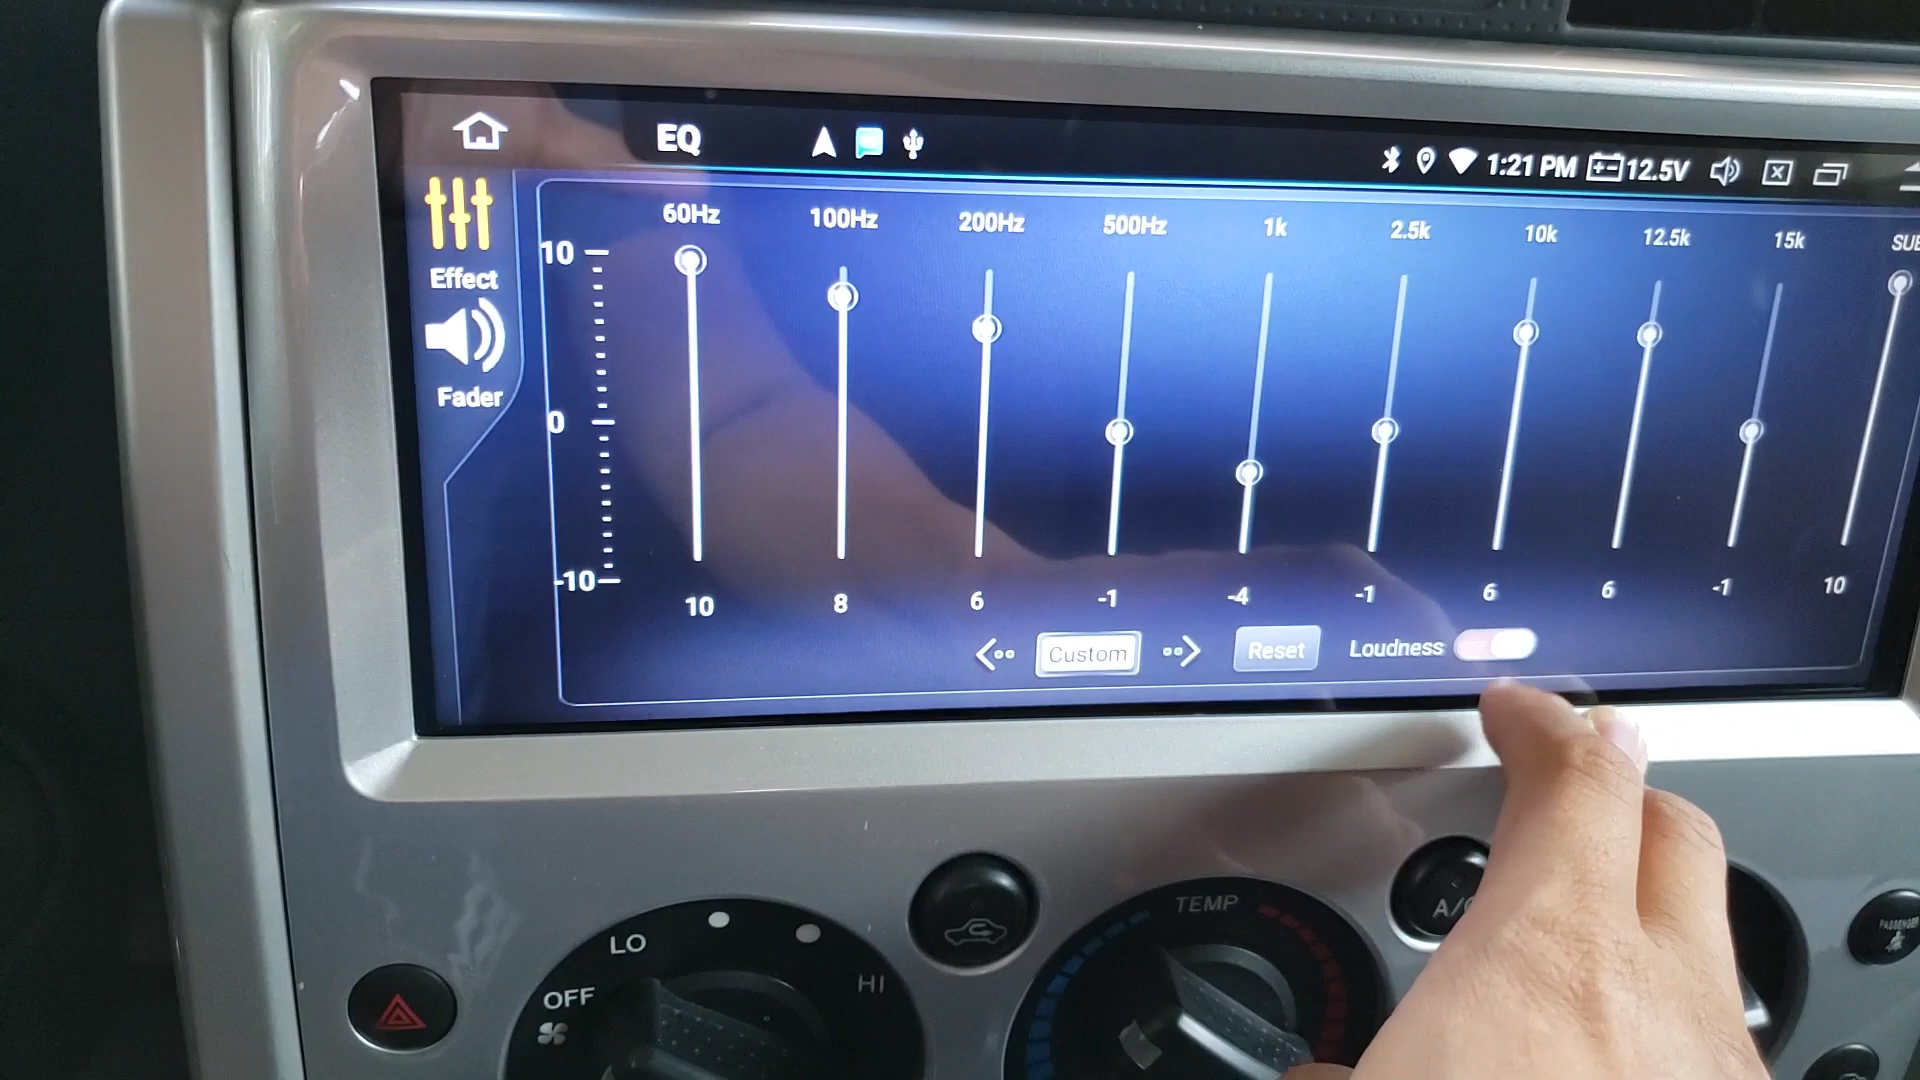 EQ 1:21 PM 12.5V
Effect
Fader
60Hz 100Hz 200Hz 500Hz 1k 2.5k 10k 12.5k 15k
10
0
-10
10 8 6 -1 -4 -1 6 6 -1 10
Custom Reset Loudness
TEMP
LO
HI
OFF
PASSENGER